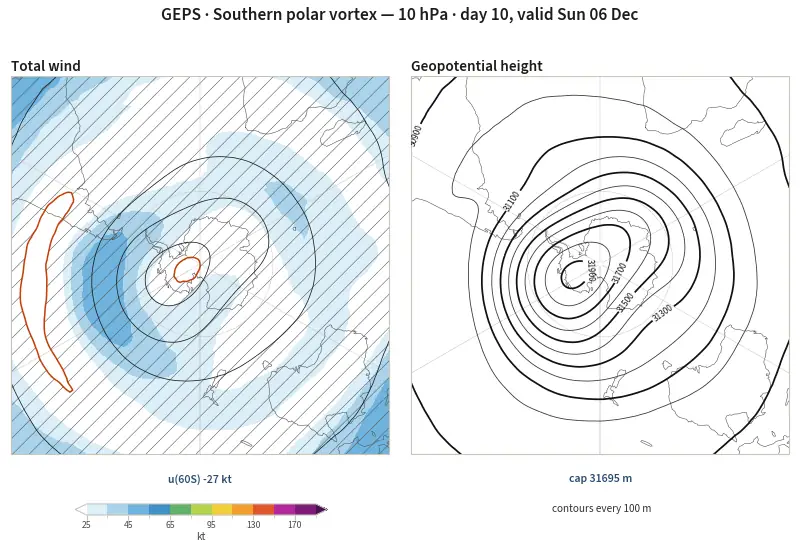 GEPS · Southern polar vortex — 10 hPa · day 10, valid Sun 06 Dec
Total wind
Geopotential height
30900
31100
31900
31700
31500
31300
u(60S) -27 kt
cap 31695 m
contours every 100 m
25 45 65 95 130 170
kt